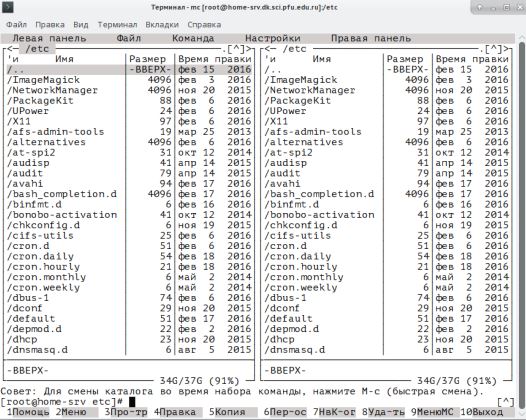 Терминал - mc [root@home-srv.dk.sci.pfu.edu.ru]:/etc
Файл Правка Вид Терминал Вкладки Справка
Левая панель Файл Команда Настройки Правая панель
<— /etc .[^]> <— /etc .[^]>
'и Имя Размер Время правки 'и Имя Размер Время правки
/.. -ВВЕРХ- фев 15 2016 /.. -ВВЕРХ- фев 15 2016
/ImageMagick 4096 фев 3 2016 /ImageMagick 4096 фев 3 2016
/NetworkManager 4096 ноя 20 2015 /NetworkManager 4096 ноя 20 2015
/PackageKit 88 фев 6 2016 /PackageKit 88 фев 6 2016
/UPower 24 фев 6 2016 /UPower 24 фев 6 2016
/X11 97 фев 6 2016 /X11 97 фев 6 2016
/afs-admin-tools 19 мар 25 2013 /afs-admin-tools 19 мар 25 2013
/alternatives 4096 фев 6 2016 /alternatives 4096 фев 6 2016
/at-spi2 31 окт 12 2014 /at-spi2 31 окт 12 2014
/audisp 41 апр 14 2015 /audisp 41 апр 14 2015
/audit 79 апр 14 2015 /audit 79 апр 14 2015
/avahi 94 фев 17 2016 /avahi 94 фев 17 2016
/bash_completion.d 4096 фев 17 2016 /bash_completion.d 4096 фев 17 2016
/binfmt.d 6 фев 16 2016 /binfmt.d 6 фев 16 2016
/bonobo-activation 41 окт 12 2014 /bonobo-activation 41 окт 12 2014
/chkconfig.d 6 ноя 19 2015 /chkconfig.d 6 ноя 19 2015
/cifs-utils 25 фев 6 2016 /cifs-utils 25 фев 6 2016
/cron.d 51 фев 6 2016 /cron.d 51 фев 6 2016
/cron.daily 54 фев 18 2016 /cron.daily 54 фев 18 2016
/cron.hourly 21 фев 18 2016 /cron.hourly 21 фев 18 2016
/cron.monthly 6 май 2 2014 /cron.monthly 6 май 2 2014
/cron.weekly 6 май 2 2014 /cron.weekly 6 май 2 2014
/dbus-1 74 фев 6 2016 /dbus-1 74 фев 6 2016
/dconf 29 ноя 20 2015 /dconf 29 ноя 20 2015
/default 51 фев 17 2016 /default 51 фев 17 2016
/depmod.d 22 фев 2 2016 /depmod.d 22 фев 2 2016
/dhcp 23 ноя 20 2015 /dhcp 23 ноя 20 2015
/dnsmasq.d 6 авг 5 2015 /dnsmasq.d 6 авг 5 2015
-ВВЕРХ- -ВВЕРХ-
34G/37G (91%) 34G/37G (91%)
Совет: Для смены каталога во время набора команды, нажмите M-c (быстрая смена).
[root@home-srv etc]# [^]
1Помощь 2Меню 3Про-тр 4Правка 5Копия 6Пер-ос 7НвК-ог 8Уда-ть 9МенюMC 10Выход